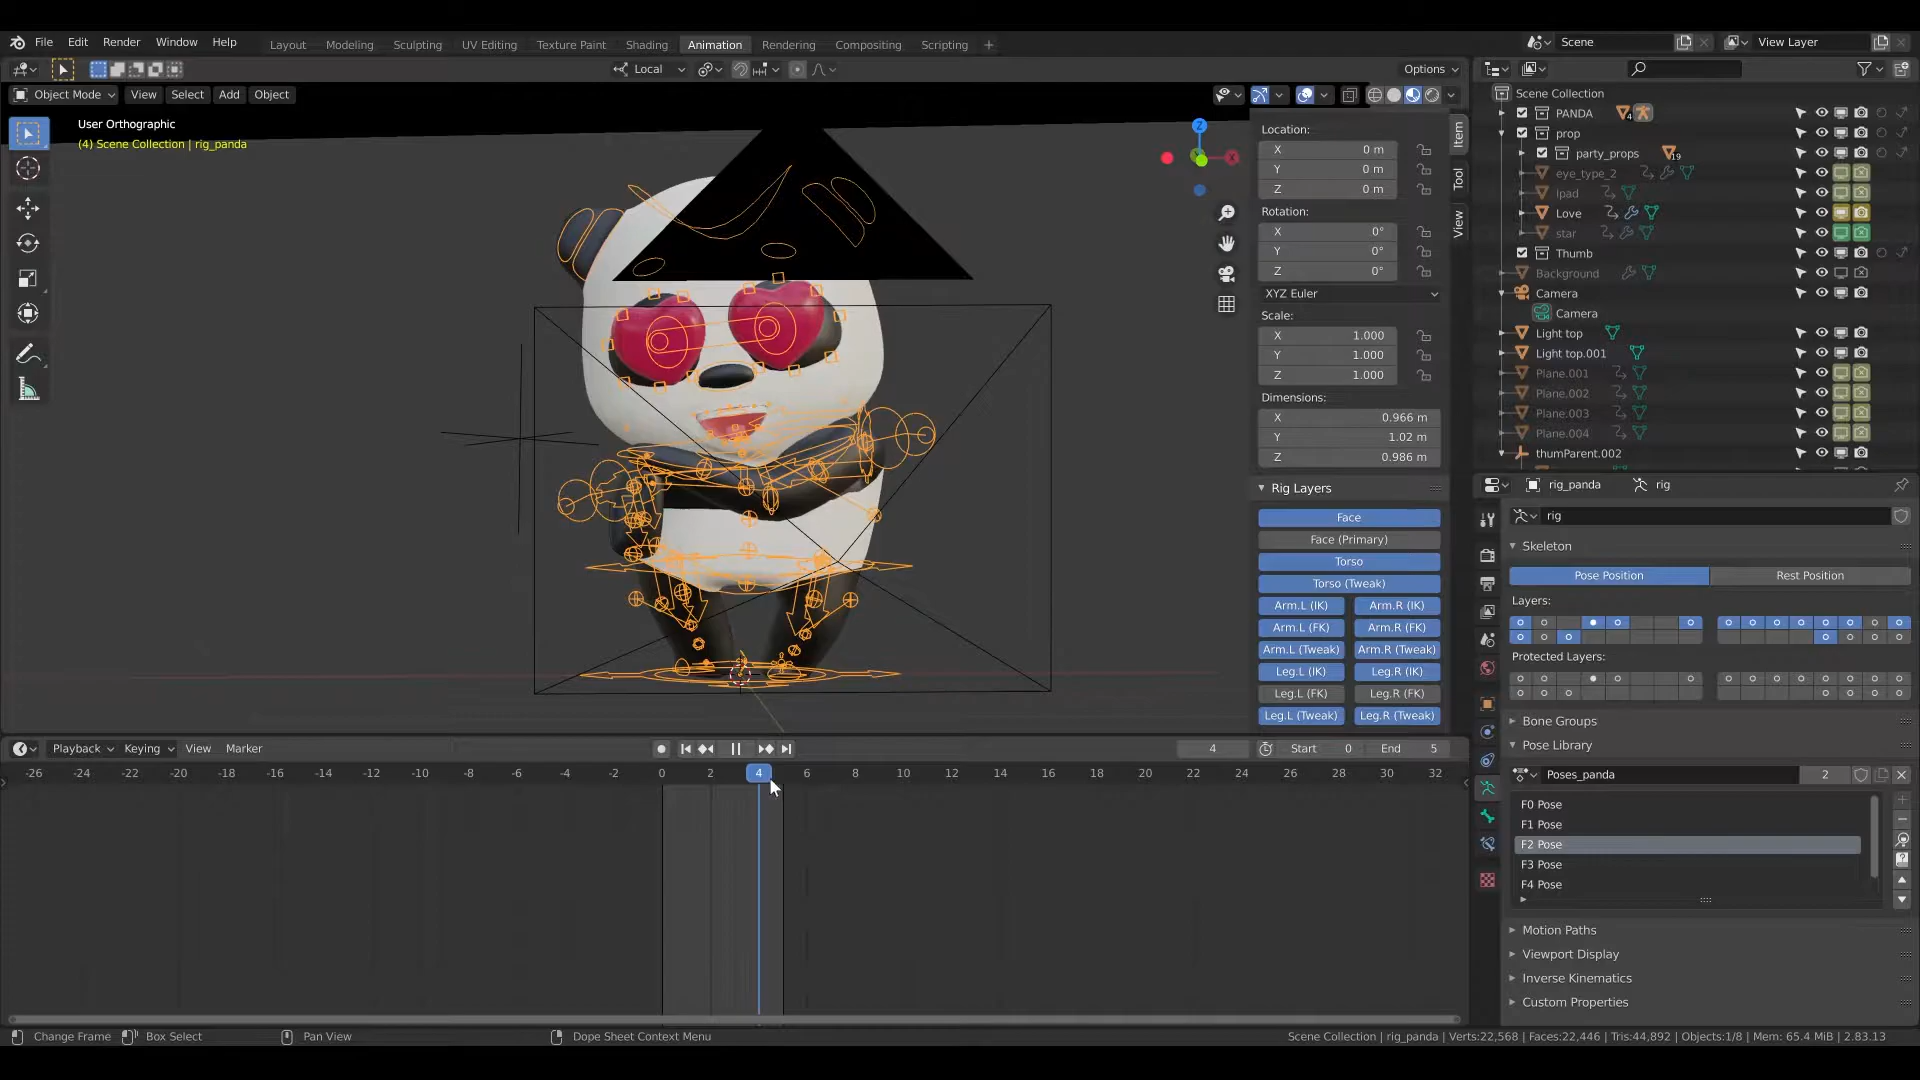 File Edit Render Window Help Layout Modeling Sculpting UV Editing Texture Paint Shading Animation Rendering Compositing Scripting + Scene View Layer
Local Options
Object Mode View Select Add Object
User Orthographic
(4) Scene Collection | rig_panda
Z
X
Location:
X 0 m
Y 0 m
Z 0 m
Rotation:
X 0°
Y 0°
Z 0°
XYZ Euler
Scale:
X 1.000
Y 1.000
Z 1.000
Dimensions:
X 0.966 m
Y 1.02 m
Z 0.986 m
Rig Layers
Face
Face (Primary)
Torso
Torso (Tweak)
Arm.L (IK) Arm.R (IK)
Arm.L (FK) Arm.R (FK)
Arm.L (Tweak) Arm.R (Tweak)
Leg.L (IK) Leg.R (IK)
Leg.L (FK) Leg.R (FK)
Leg.L (Tweak) Leg.R (Tweak)
Item
Tool
View
Scene Collection
PANDA 4
prop
party_props 19
eye_type_2
Ipad
Love
star
Thumb
Background
Camera
Camera
Light top
Light top.001
Plane.001
Plane.002
Plane.003
Plane.004
thumParent.002
rig_panda rig
rig
Skeleton
Pose Position Rest Position
Layers:
Protected Layers:
Bone Groups
Pose Library
Poses_panda 2
F0 Pose
F1 Pose
F2 Pose
F3 Pose
F4 Pose
Motion Paths
Viewport Display
Inverse Kinematics
Custom Properties
Playback Keying View Marker 4 Start 0 End 5
-26 -24 -22 -20 -18 -16 -14 -12 -10 -8 -6 -4 -2 0 2 4 6 8 10 12 14 16 18 20 22 24 26 28 30 32
Change Frame Box Select Pan View Dope Sheet Context Menu Scene Collection | rig_panda | Verts:22,568 | Faces:22,446 | Tris:44,892 | Objects:1/8 | Mem: 65.4 MiB | 2.83.13